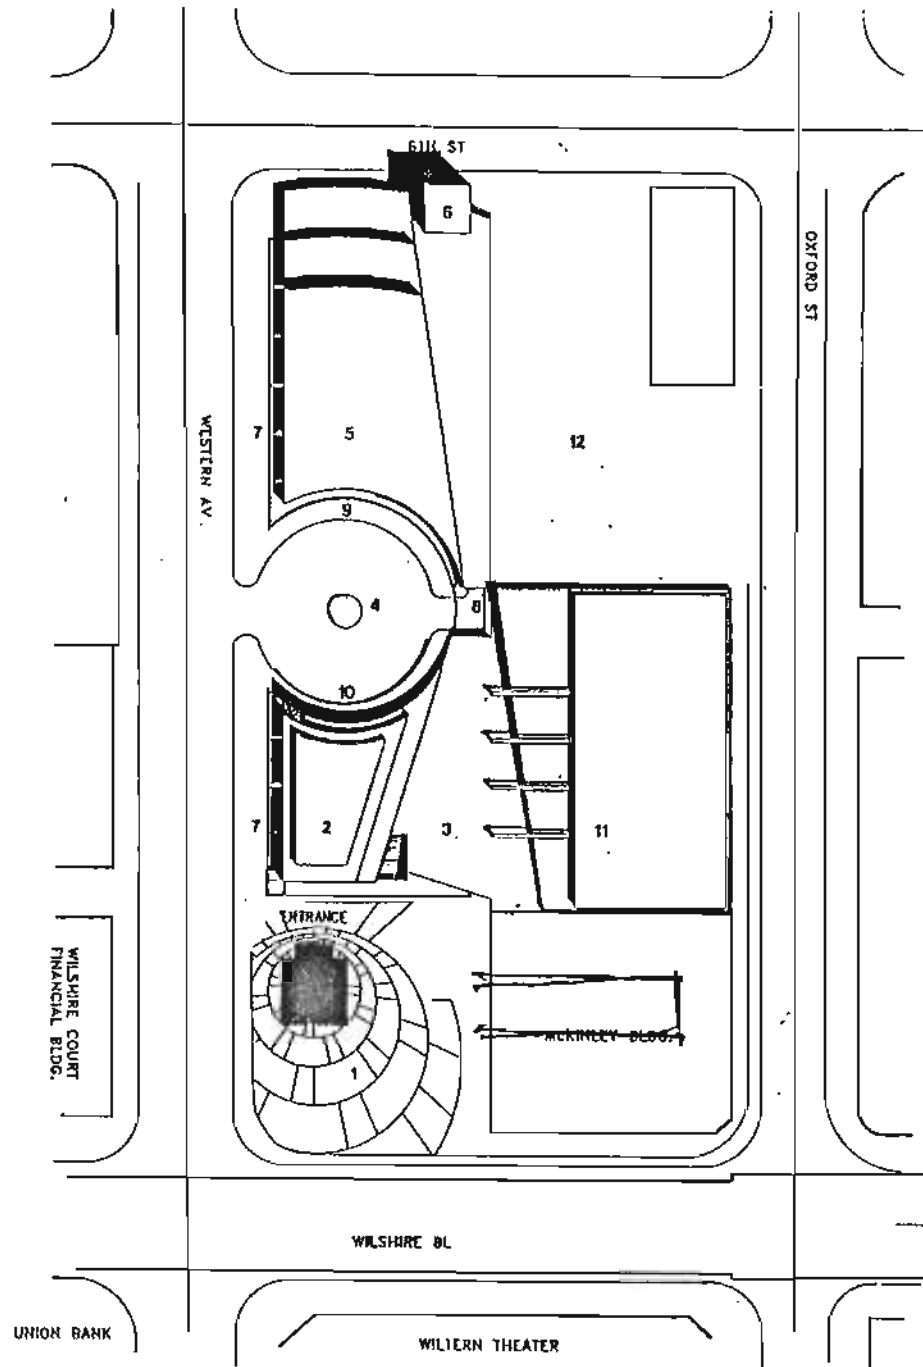 6TH ST
6
OXFORD ST
WESTERN AV.
7
5
12
9
4
8
10
7
2
3
11
ENTRANCE
WILSHIRE COURT
FINANCIAL BLDG.
MCKINLEY BLDG.
1
WILSHIRE BL
UNION BANK
WILTERN THEATER